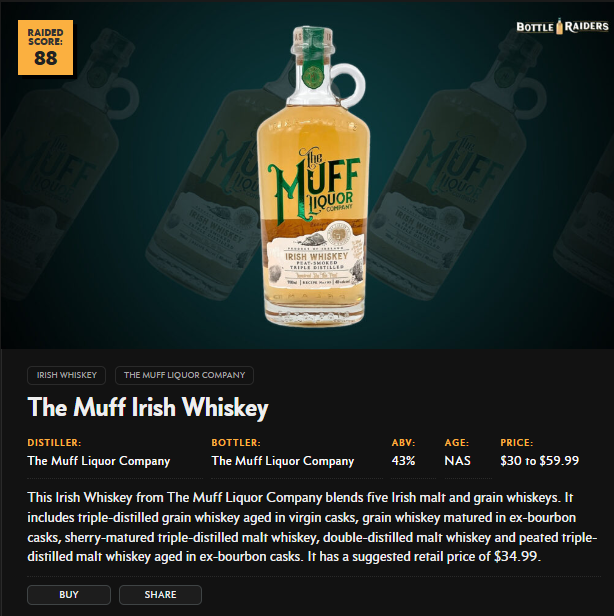 RAIDED
SCORE:
88
BOTTLE RAIDERS
The
MUFF
LIQUOR
COMPANY
PRODUCT OF IRELAND
IRISH WHISKEY
PEAT-SMOKED
TRIPLE DISTILLED
IRISH WHISKEY
THE MUFF LIQUOR COMPANY
The Muff Irish Whiskey
DISTILLER: BOTTLER: ABV: AGE: PRICE:
The Muff Liquor Company The Muff Liquor Company 43% NAS $30 to $59.99
This Irish Whiskey from The Muff Liquor Company blends five Irish malt and grain whiskeys. It
includes triple-distilled grain whiskey aged in virgin casks, grain whiskey matured in ex-bourbon
casks, sherry-matured triple-distilled malt whiskey, double-distilled malt whiskey and peated triple-
distilled malt whiskey aged in ex-bourbon casks. It has a suggested retail price of $34.99.
BUY SHARE